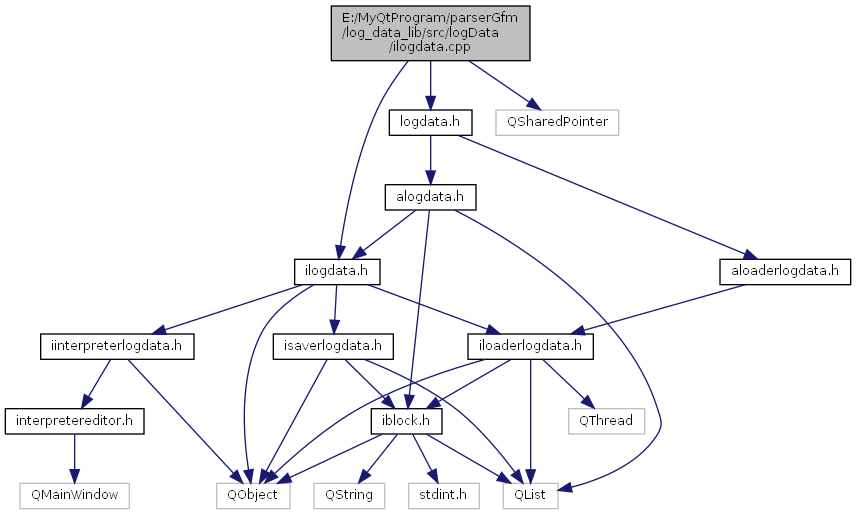 E:/MyQtProgram/parserGfm
/log_data_lib/src/logData
/ilogdata.cpp
logdata.h
QSharedPointer
alogdata.h
ilogdata.h
aloaderlogdata.h
iinterpreterlogdata.h
isaverlogdata.h
iloaderlogdata.h
interpretereditor.h
iblock.h
QThread
QMainWindow
QObject
QString
stdint.h
QList